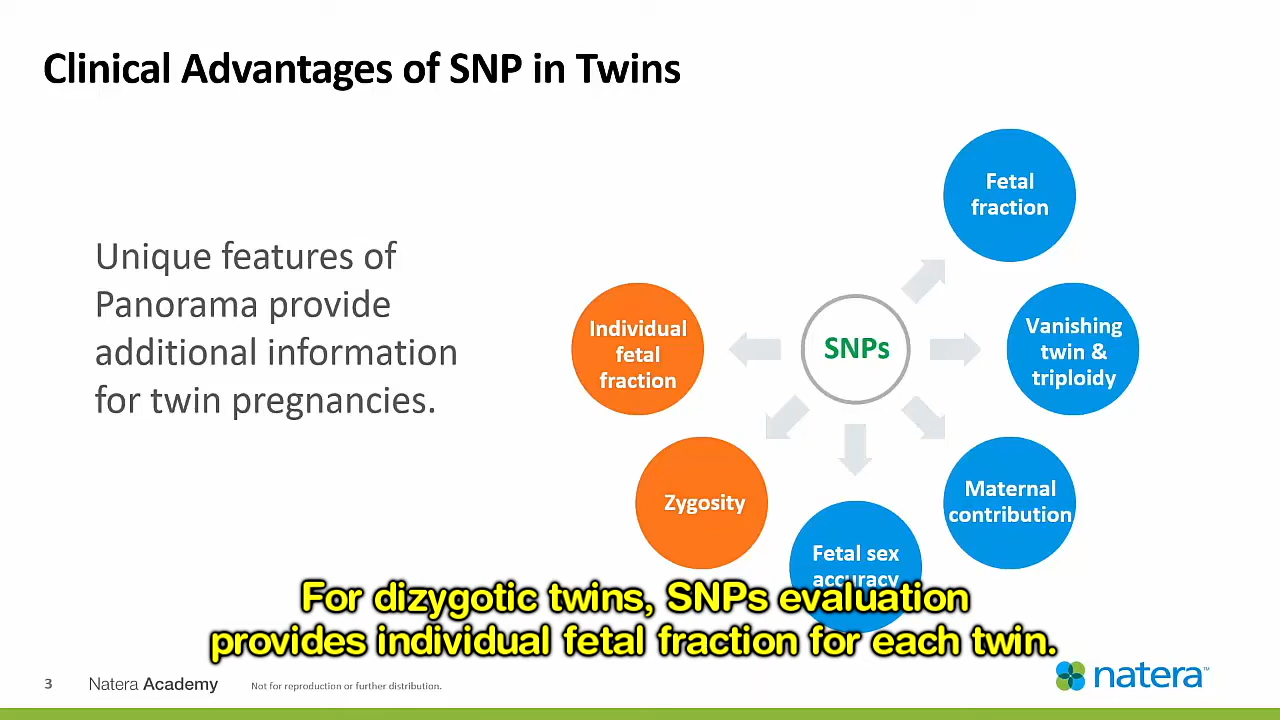 Clinical Advantages of SNP in Twins
Unique features of
Panorama provide
additional information
for twin pregnancies.
Fetal
fraction
Individual
fetal
fraction
SNPs
Vanishing
twin &
triploidy
Zygosity
Maternal
contribution
Fetal sex
accuracy
For dizygotic twins, SNPs evaluation
provides individual fetal fraction for each twin.
3
Natera Academy
Not for reproduction or further distribution.
natera™